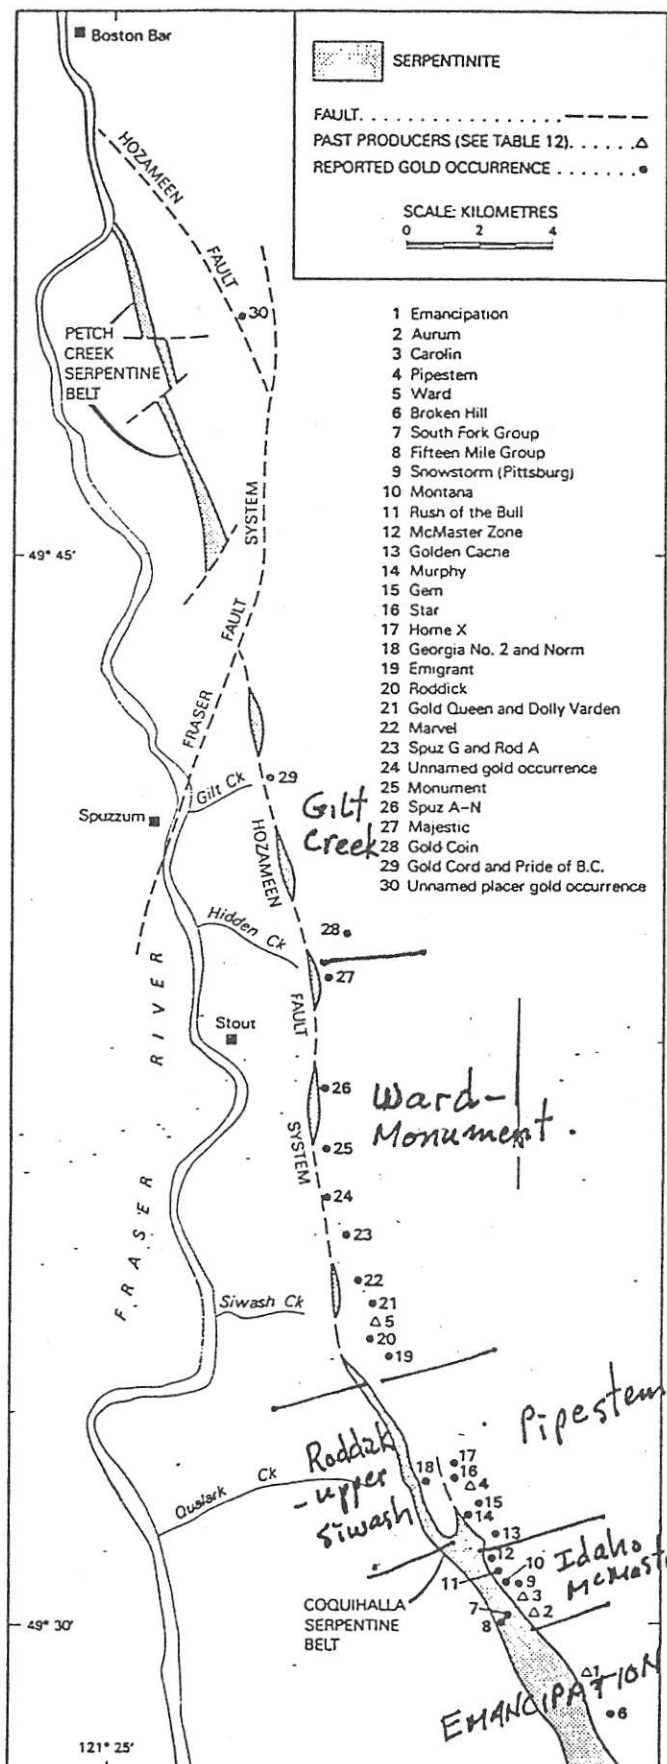 Boston Bar
SERPENTINITE
FAULT
PAST PRODUCERS (SEE TABLE 12)
REPORTED GOLD OCCURRENCE
SCALE: KILOMETRES
0 2 4
HOZAMEEN
FAULT
30
PETCH
CREEK
SERPENTINE
BELT
1 Emancipation
2 Aurum
3 Carolin
4 Pipestem
5 Ward
6 Broken Hill
7 South Fork Group
8 Fifteen Mile Group
9 Snowstorm (Pittsburg)
10 Montana
11 Rush of the Bull
12 McMaster Zone
13 Golden Cache
14 Murphy
15 Gem
16 Star
17 Home X
18 Georgia No. 2 and Norm
19 Emigrant
20 Roddick
21 Gold Queen and Dolly Varden
22 Marvel
23 Spuz G and Rod A
24 Unnamed gold occurrence
25 Monument
26 Spuz A-N
27 Majestic
28 Gold Coin
29 Gold Cord and Pride of B.C.
30 Unnamed placer gold occurrence
49° 45'
SYSTEM
FAULT
FRASER
Gilt Ck
29
Gilt
Creek
Spuzzum
HOZAMEEN
Hidden Ck
28
27
FAULT
Stout
RIVER
26
Ward-
Monument.
25
SYSTEM
24
23
FRASER
22
21
5
20
19
Siwash Ck
Pipestem
Roddick
-upper
Siwash
Qualark Ck
17
16
18
4
15
14
13
12
10
11
9
3
7
2
8
Idaho
COQUIHALLA
SERPENTINE
BELT
49° 30'
1
EMANCIPATION
6
121° 25'